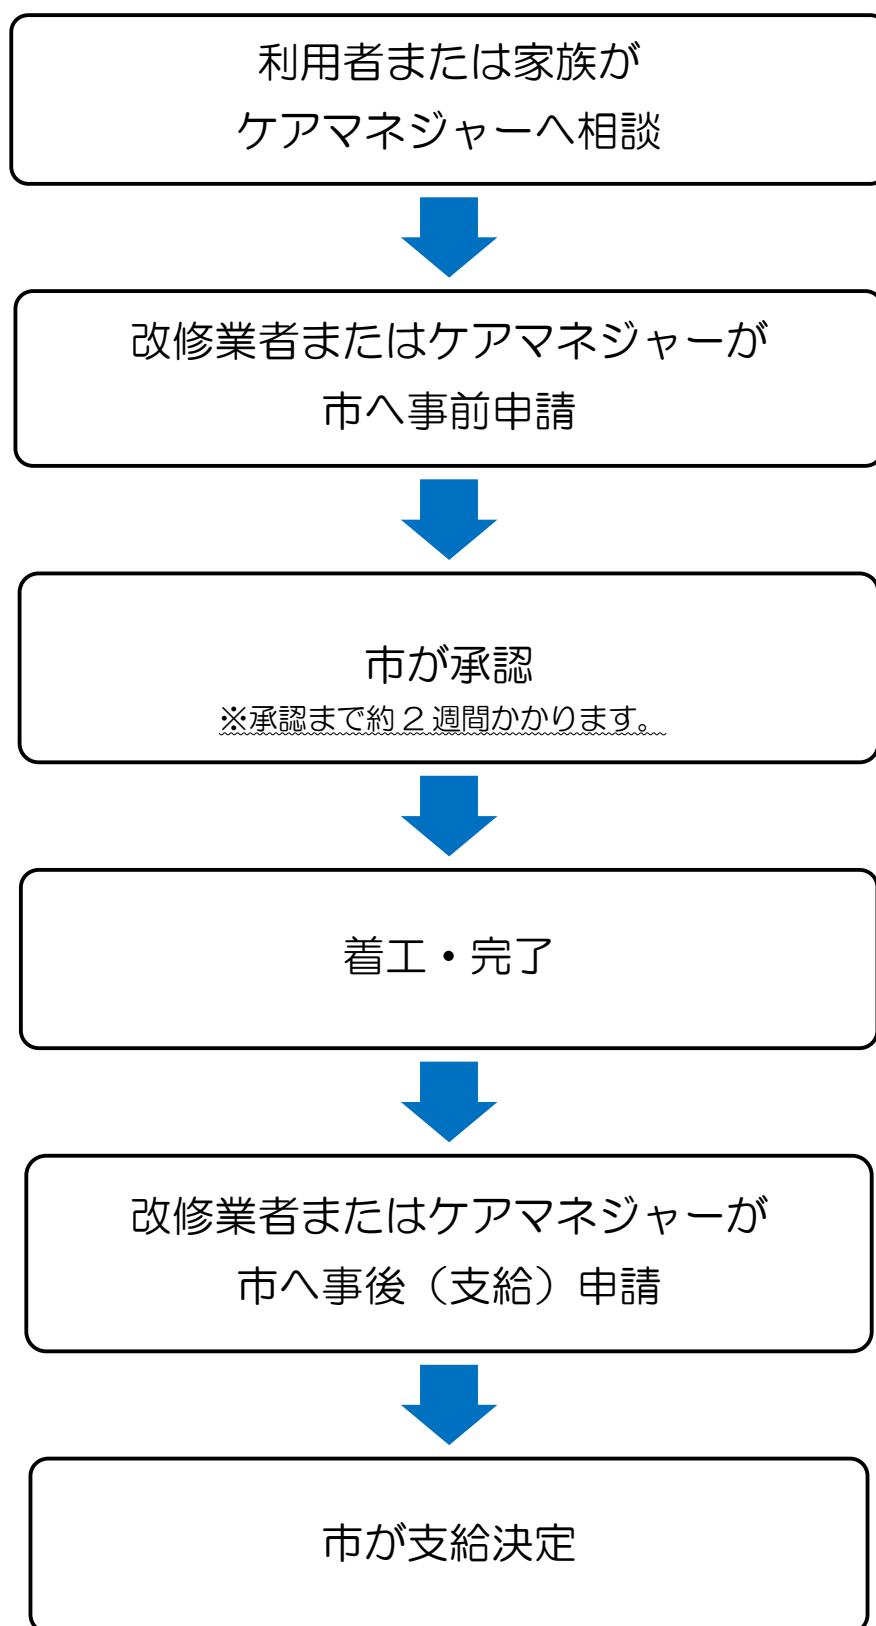 利用者または家族が
ケアマネジャーへ相談
改修業者またはケアマネジャーが
市へ事前申請
市が承認
※承認まで約２週間かかります。
着工・完了
改修業者またはケアマネジャーが
市へ事後（支給）申請
市が支給決定